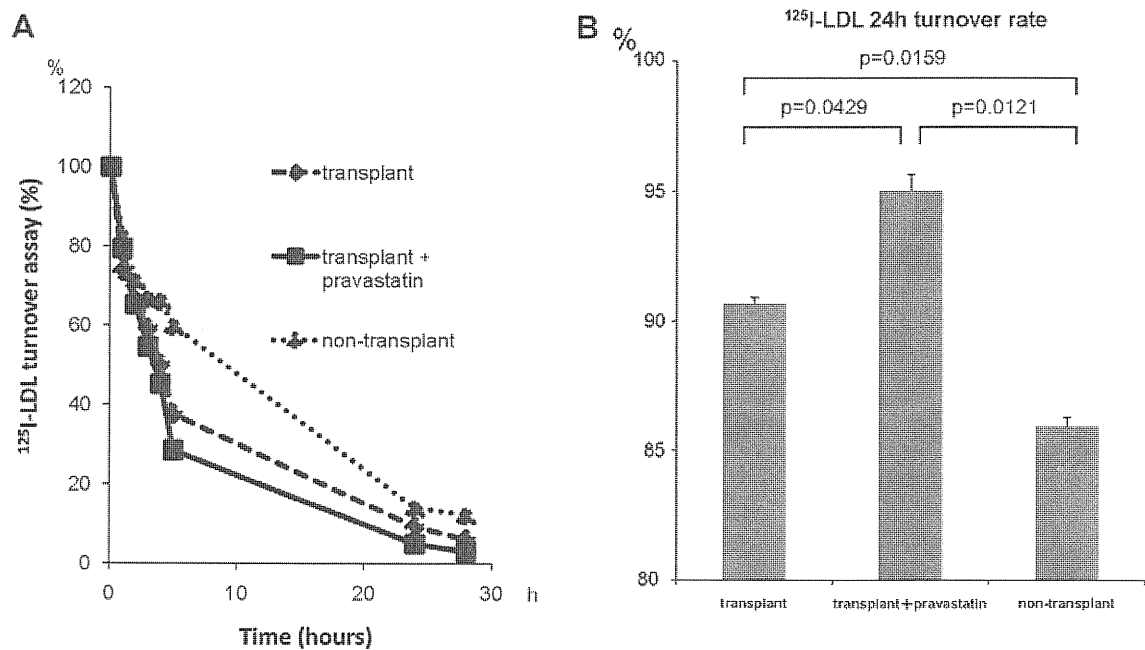 A
%
120
100
80
60
40
20
0
¹²⁵I-LDL turnover assay (%)
transplant
transplant +
pravastatin
non-transplant
0
10
20
30
h
Time (hours)
B
¹²⁵I-LDL 24h turnover rate
%
100
95
90
85
80
p=0.0159
p=0.0429
p=0.0121
transplant
transplant+pravastatin
non-transplant